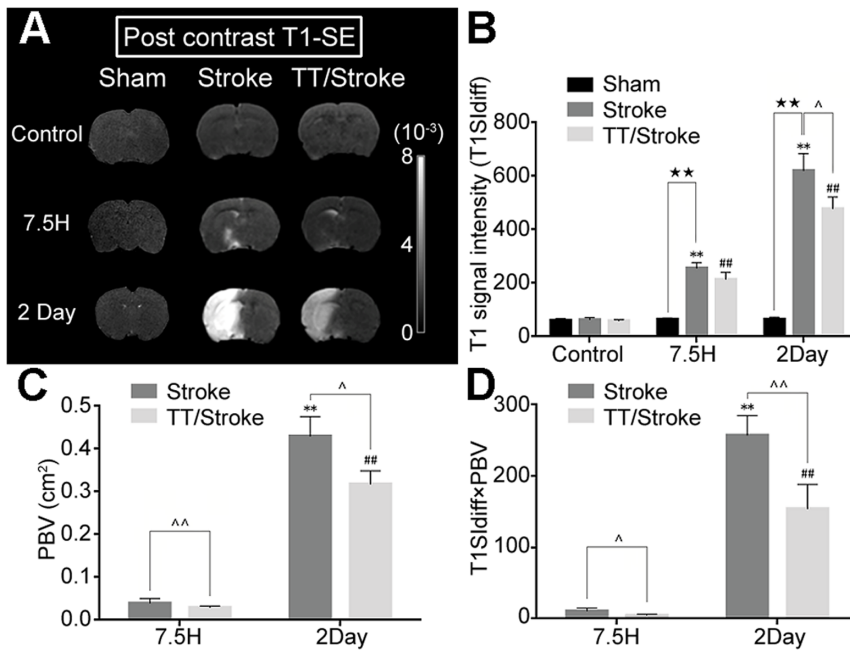 A
Post contrast T1-SE
Sham Stroke TT/Stroke
Control
(10-3)
8
7.5H
4
2 Day
0
B
T1 signal intensity (T1SIdiff)
Sham
Stroke
TT/Stroke
800
600
400
200
0
★★
**
##
★★
^
**
##
Control 7.5H 2Day
C
PBV (cm²)
Stroke
TT/Stroke
0.5
0.4
0.3
0.2
0.1
0.0
^^
^
**
##
7.5H 2Day
D
T1SIdiff×PBV
Stroke
TT/Stroke
300
200
100
0
^
^^
**
##
7.5H 2Day